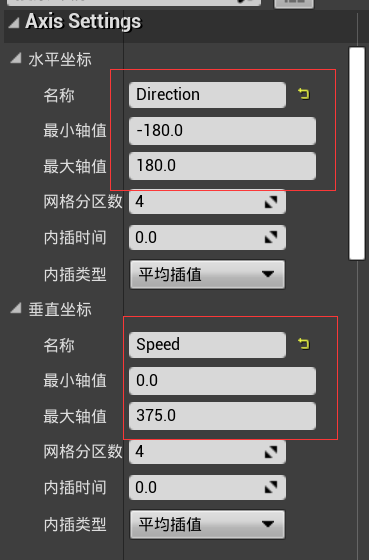 Axis Settings
水平坐标
名称 Direction
最小轴值 -180.0
最大轴值 180.0
网格分区数 4
内插时间 0.0
内插类型 平均插值
垂直坐标
名称 Speed
最小轴值 0.0
最大轴值 375.0
网格分区数 4
内插时间 0.0
内插类型 平均插值